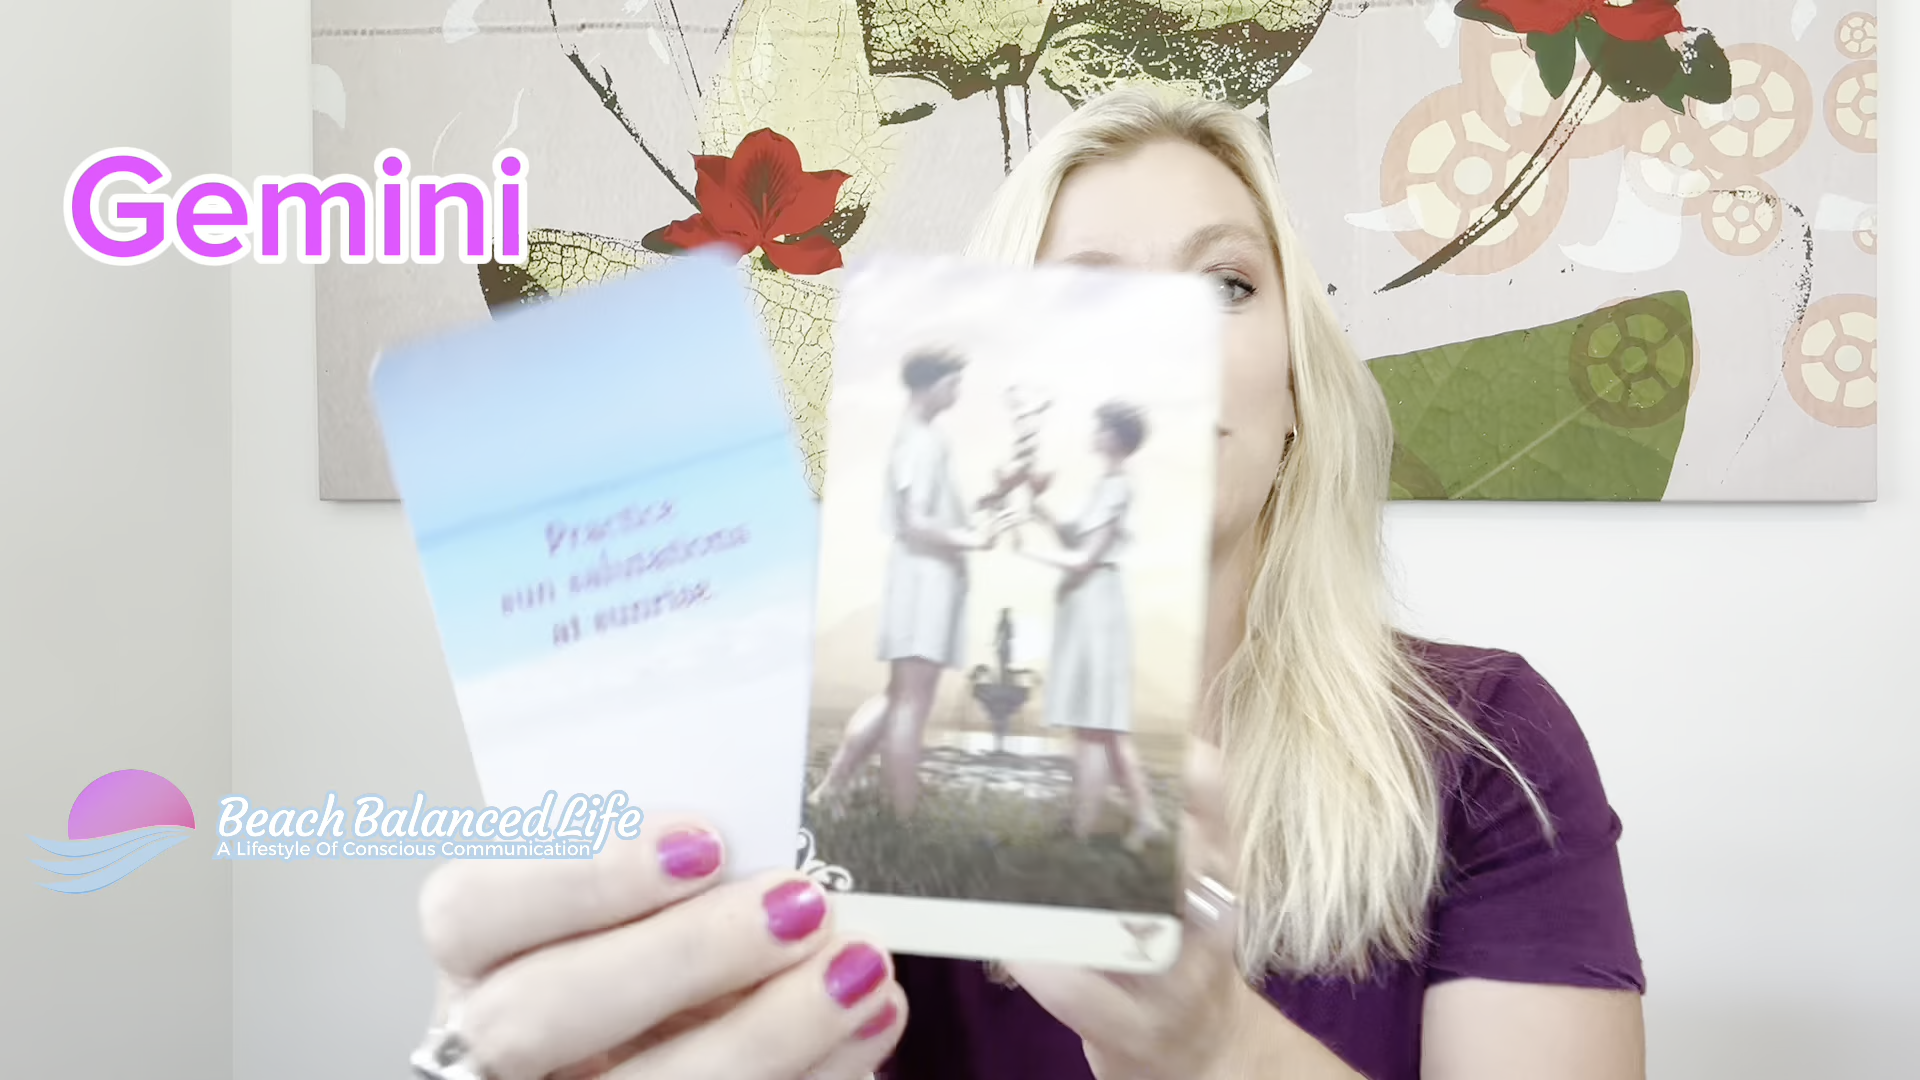 Gemini
Practice
sun salutations
at sunrise
Beach Balanced Life
A Lifestyle Of Conscious Communication